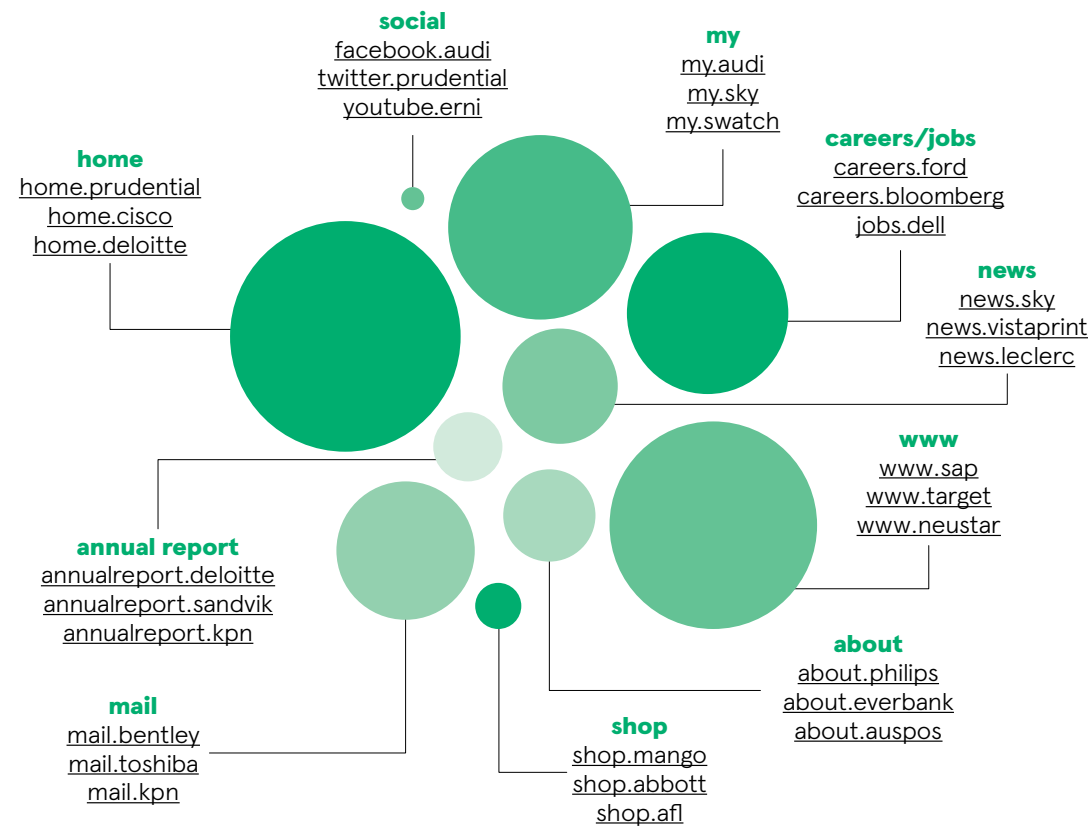 social
facebook.audi
twitter.prudential
youtube.erni
my
my.audi
my.sky
my.swatch
careers/jobs
careers.ford
careers.bloomberg
jobs.dell
home
home.prudential
home.cisco
home.deloitte
news
news.sky
news.vistaprint
news.leclerc
www
www.sap
www.target
www.neustar
annual report
annualreport.deloitte
annualreport.sandvik
annualreport.kpn
about
about.philips
about.everbank
about.auspos
mail
mail.bentley
mail.toshiba
mail.kpn
shop
shop.mango
shop.abbott
shop.afl